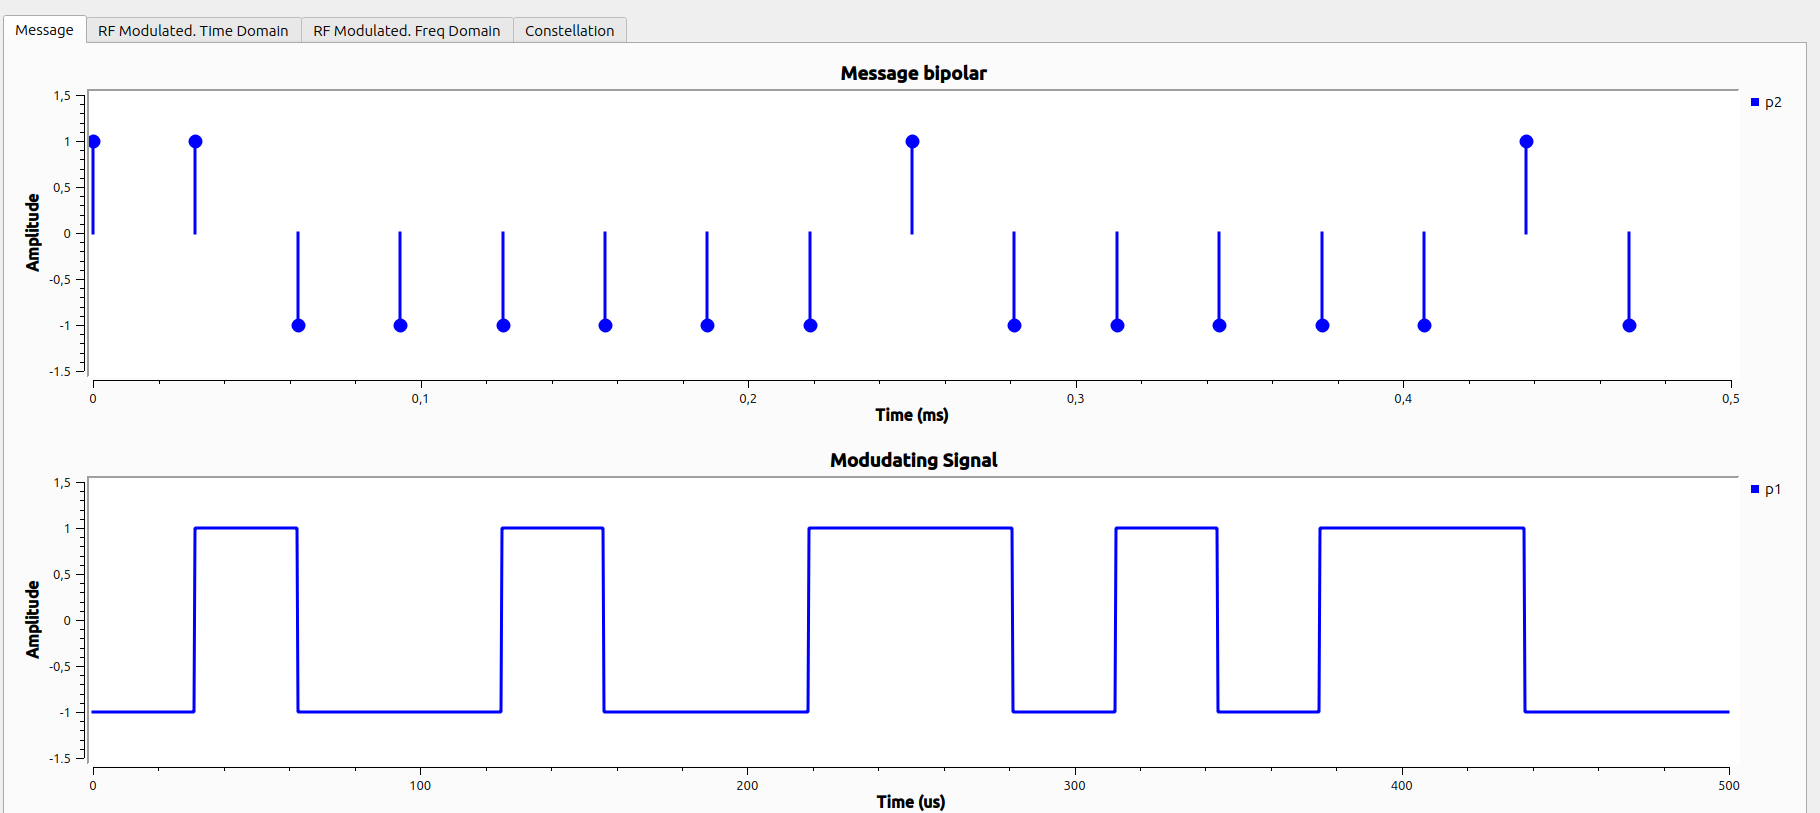 Message RF Modulated. Time Domain RF Modulated. Freq Domain Constellation
Message bipolar
p2
1,5
1
0,5
0
-0,5
-1
-1.5
Amplitude
0 0,1 0,2 0,3 0,4 0,5
Time (ms)
Modudating Signal
p1
1,5
1
0,5
0
-0,5
-1
-1.5
Amplitude
0 100 200 300 400 500
Time (us)